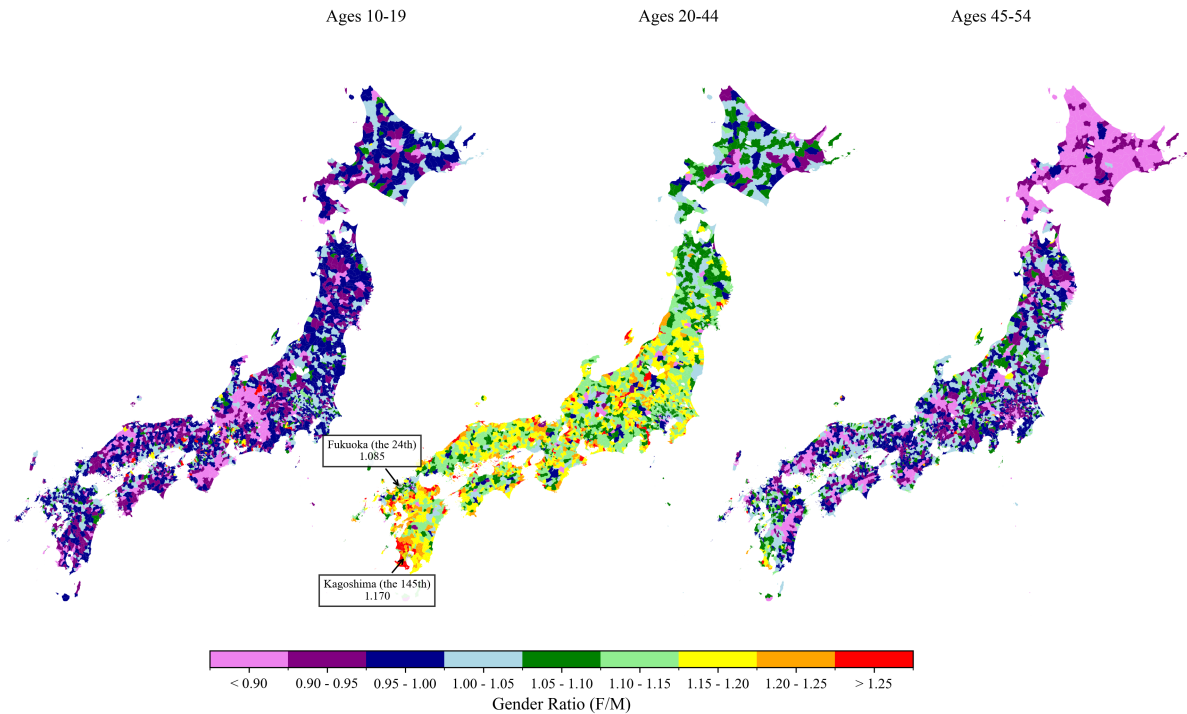 Ages 10-19
Ages 20-44
Ages 45-54
Fukuoka (the 24th)
1.085
Kagoshima (the 145th)
1.170
< 0.90
0.90 - 0.95
0.95 - 1.00
1.00 - 1.05
1.05 - 1.10
1.10 - 1.15
1.15 - 1.20
1.20 - 1.25
> 1.25
Gender Ratio (F/M)